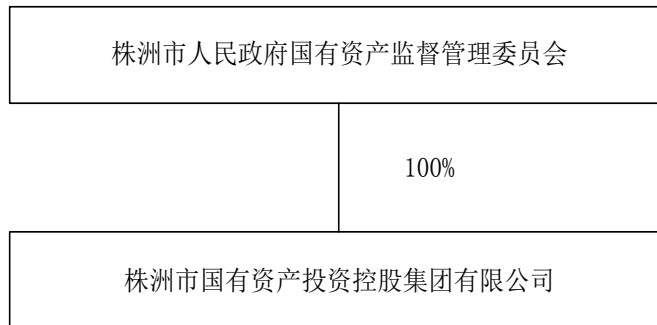 株洲市人民政府国有资产监督管理委员会
100%
株洲市国有资产投资控股集团有限公司